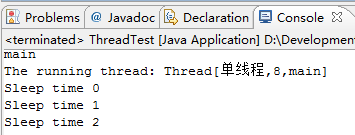 Problems @ Javadoc Declaration Console
<terminated> ThreadTest [Java Application] D:\Development
main
The running thread: Thread[单线程,8,main]
Sleep time 0
Sleep time 1
Sleep time 2